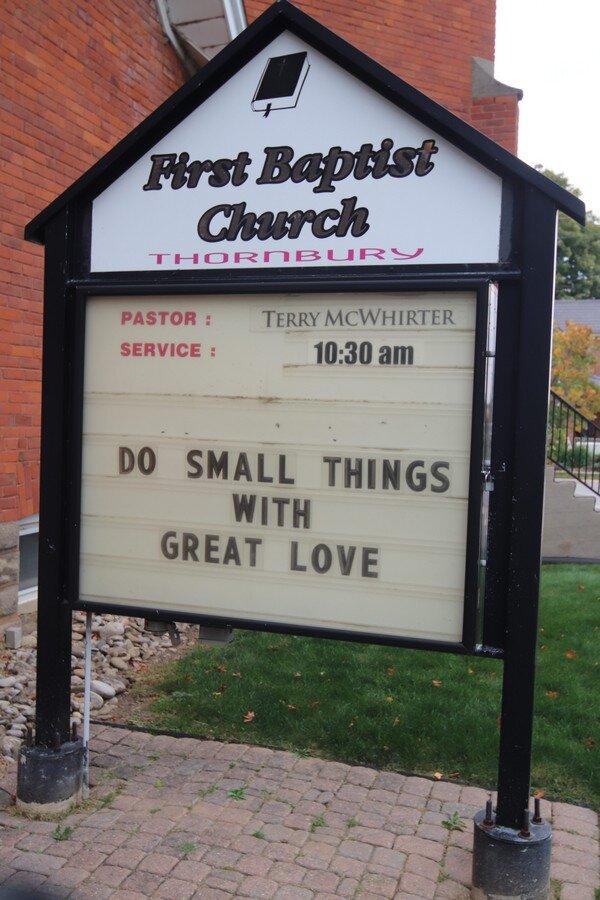 First Baptist
Church
THORNBURY
PASTOR : TERRY MCWHIRTER
SERVICE : 10:30 am
DO SMALL THINGS
WITH
GREAT LOVE